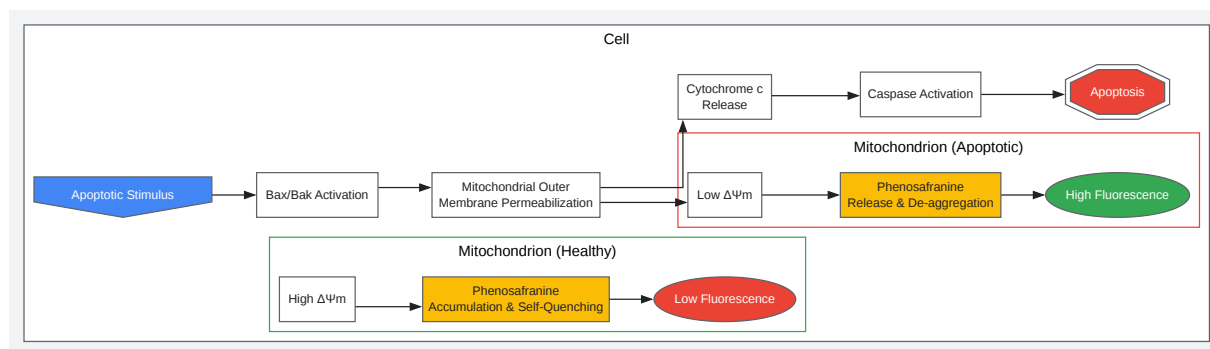 Cell
Cytochrome c
Release
Caspase Activation
Apoptosis
Mitochondrion (Apoptotic)
Apoptotic Stimulus
Bax/Bak Activation
Mitochondrial Outer
Membrane Permeabilization
Low ΔΨm
Phenosafranine
Release & De-aggregation
High Fluorescence
Mitochondrion (Healthy)
High ΔΨm
Phenosafranine
Accumulation & Self-Quenching
Low Fluorescence